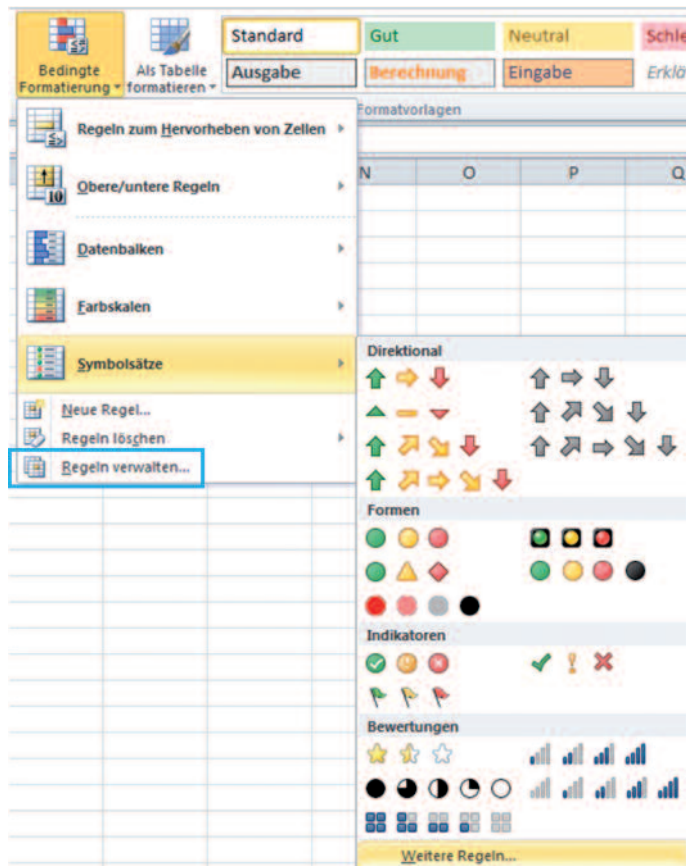 Standard
Gut
Neutral
Schle
Bedingte Formatierung
Als Tabelle formatieren
Ausgabe
Berechnung
Eingabe
Erklä
Formatvorlagen
Regeln zum Hervorheben von Zellen
N
O
P
Q
10
Obere/untere Regeln
Datenbalken
Farbskalen
Symbolsätze
Neue Regel...
Regeln löschen
Regeln verwalten...
Direktional
Formen
Indikatoren
Bewertungen
Weitere Regeln...